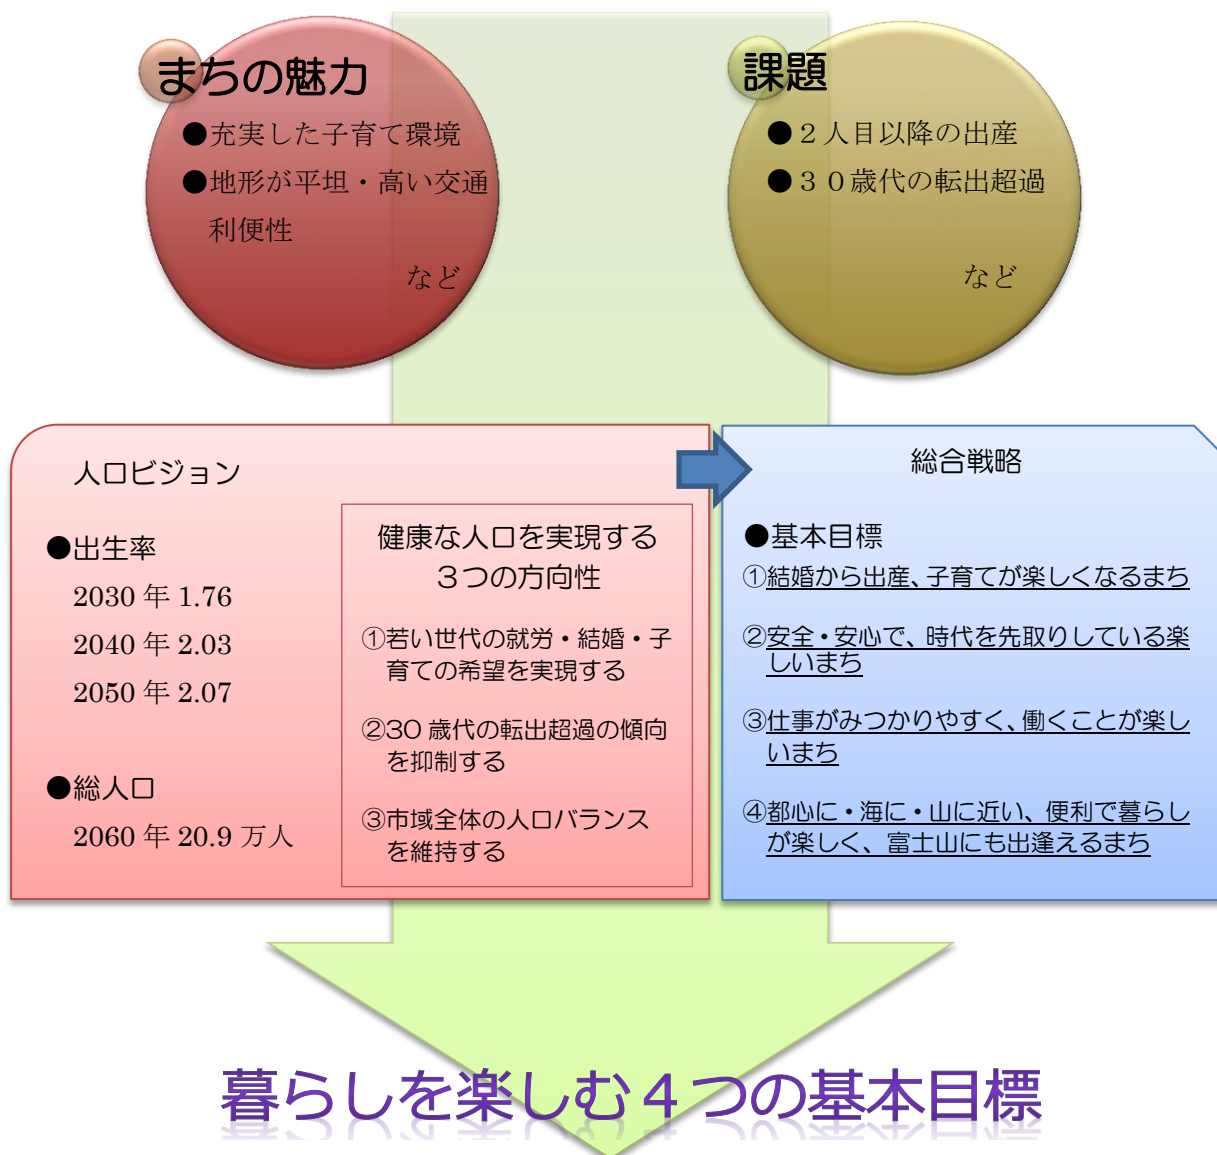 まちの魅力
●充実した子育て環境
●地形が平坦・高い交通
利便性
など
課題
●２人目以降の出産
●３０歳代の転出超過
など
人口ビジョン
●出生率
2030 年 1.76
2040 年 2.03
2050 年 2.07
●総人口
2060 年 20.9 万人
健康な人口を実現する
３つの方向性
①若い世代の就労・結婚・子
育ての希望を実現する
②30 歳代の転出超過の傾向
を抑制する
③市域全体の人口バランス
を維持する
総合戦略
●基本目標
①結婚から出産、子育てが楽しくなるまち
②安全・安心で、時代を先取りしている楽
しいまち
③仕事がみつかりやすく、働くことが楽し
いまち
④都心に・海に・山に近い、便利で暮らし
が楽しく、富士山にも出逢えるまち
暮らしを楽しむ４つの基本目標